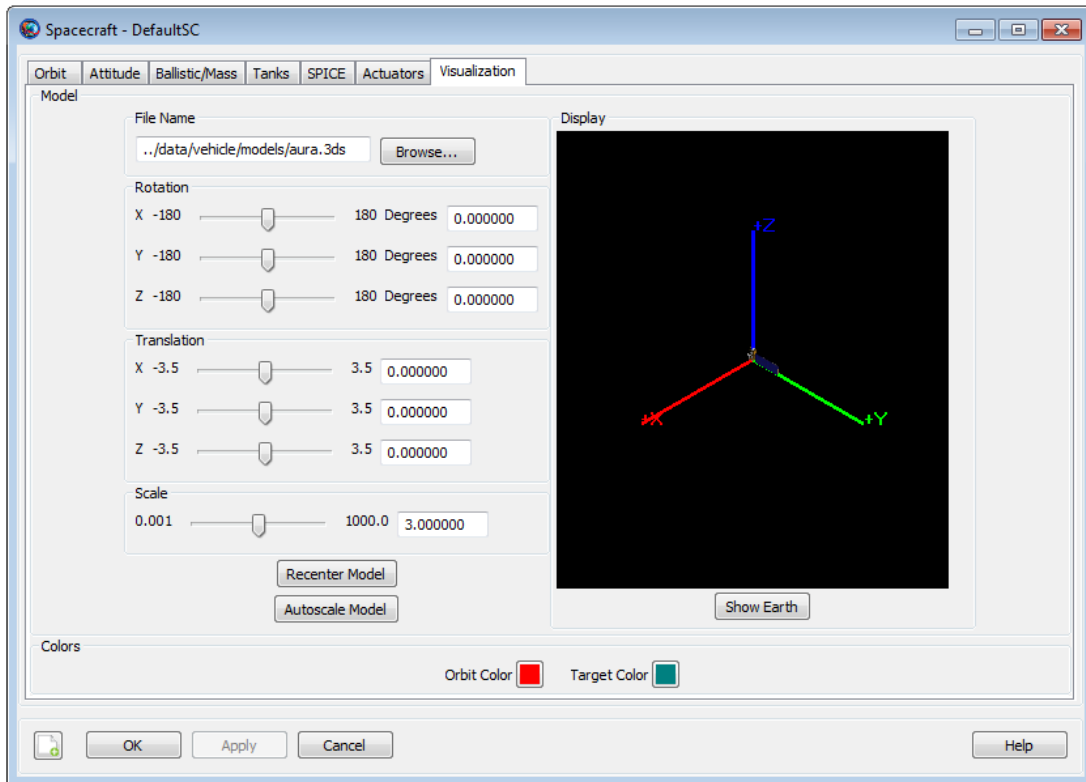 Spacecraft - DefaultSC
Orbit Attitude Ballistic/Mass Tanks SPICE Actuators Visualization
Model
File Name
../data/vehicle/models/aura.3ds Browse...
Rotation
X -180 180 Degrees 0.000000
Y -180 180 Degrees 0.000000
Z -180 180 Degrees 0.000000
Translation
X -3.5 3.5 0.000000
Y -3.5 3.5 0.000000
Z -3.5 3.5 0.000000
Scale
0.001 1000.0 3.000000
Recenter Model
Autoscale Model
Display
+Z
+X
+Y
Show Earth
Colors
Orbit Color Target Color
OK Apply Cancel Help